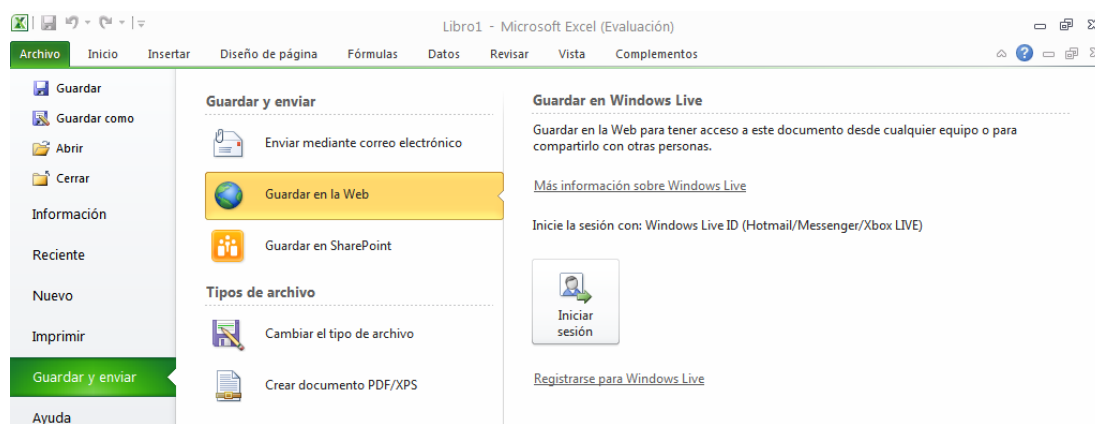 Libro1 - Microsoft Excel (Evaluación)
Archivo Inicio Insertar Diseño de página Fórmulas Datos Revisar Vista Complementos
Guardar
Guardar como
Abrir
Cerrar
Información
Reciente
Nuevo
Imprimir
Guardar y enviar
Ayuda
Guardar y enviar
Enviar mediante correo electrónico
Guardar en la Web
Guardar en SharePoint
Tipos de archivo
Cambiar el tipo de archivo
Crear documento PDF/XPS
Guardar en Windows Live
Guardar en la Web para tener acceso a este documento desde cualquier equipo o para
compartirlo con otras personas.
Más información sobre Windows Live
Inicie la sesión con: Windows Live ID (Hotmail/Messenger/Xbox LIVE)
Iniciar
sesión
Registrarse para Windows Live